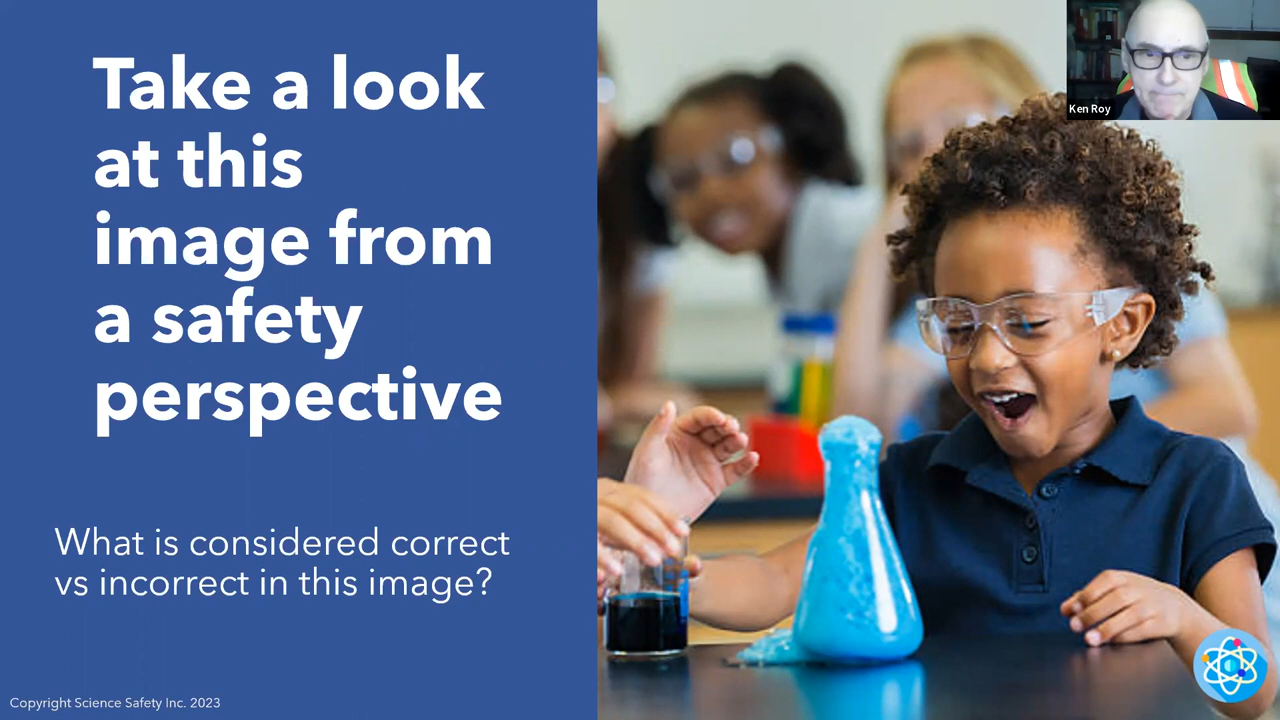 Take a look
at this
image from
a safety
perspective
What is considered correct
vs incorrect in this image?
Copyright Science Safety Inc. 2023
Ken Roy